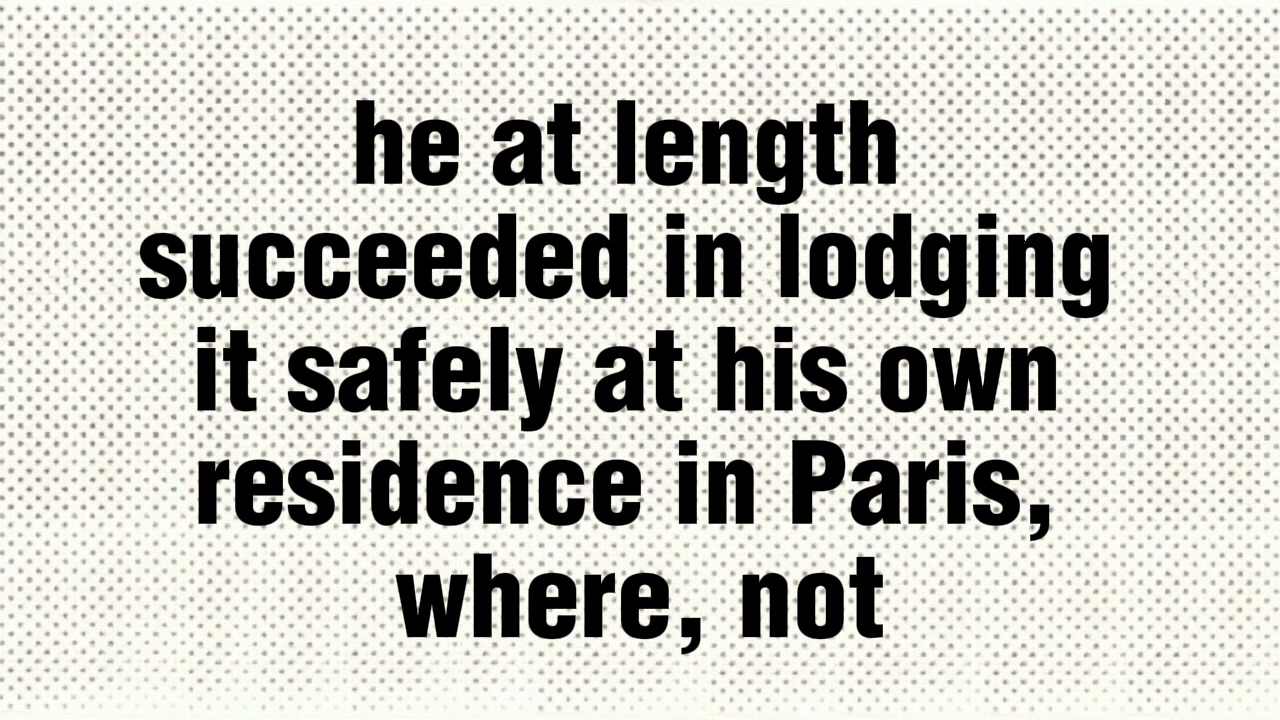 he at length
succeeded in lodging
it safely at his own
residence in Paris,
where, not